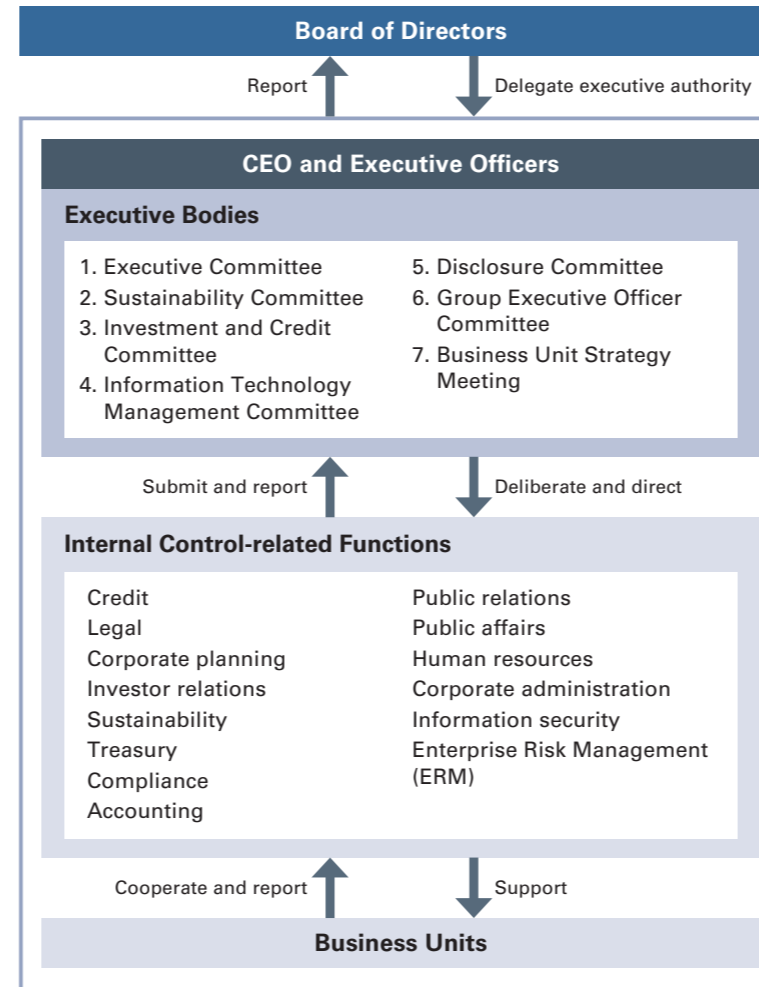 Board of Directors
Report
Delegate executive authority
CEO and Executive Officers
Executive Bodies
1. Executive Committee
2. Sustainability Committee
3. Investment and Credit
Committee
4. Information Technology
Management Committee
5. Disclosure Committee
6. Group Executive Officer
Committee
7. Business Unit Strategy
Meeting
Submit and report
Deliberate and direct
Internal Control-related Functions
Credit
Legal
Corporate planning
Investor relations
Sustainability
Treasury
Compliance
Accounting
Public relations
Public affairs
Human resources
Corporate administration
Information security
Enterprise Risk Management
(ERM)
Cooperate and report
Support
Business Units